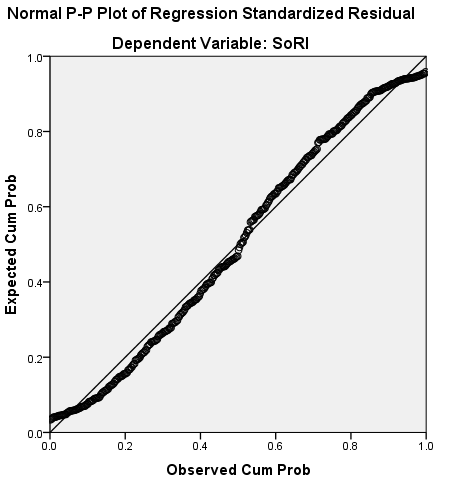 Normal P-P Plot of Regression Standardized Residual
Dependent Variable: SoRI
1.0
0.8
0.6
0.4
0.2
0.0
Expected Cum Prob
0.0 0.2 0.4 0.6 0.8 1.0
Observed Cum Prob